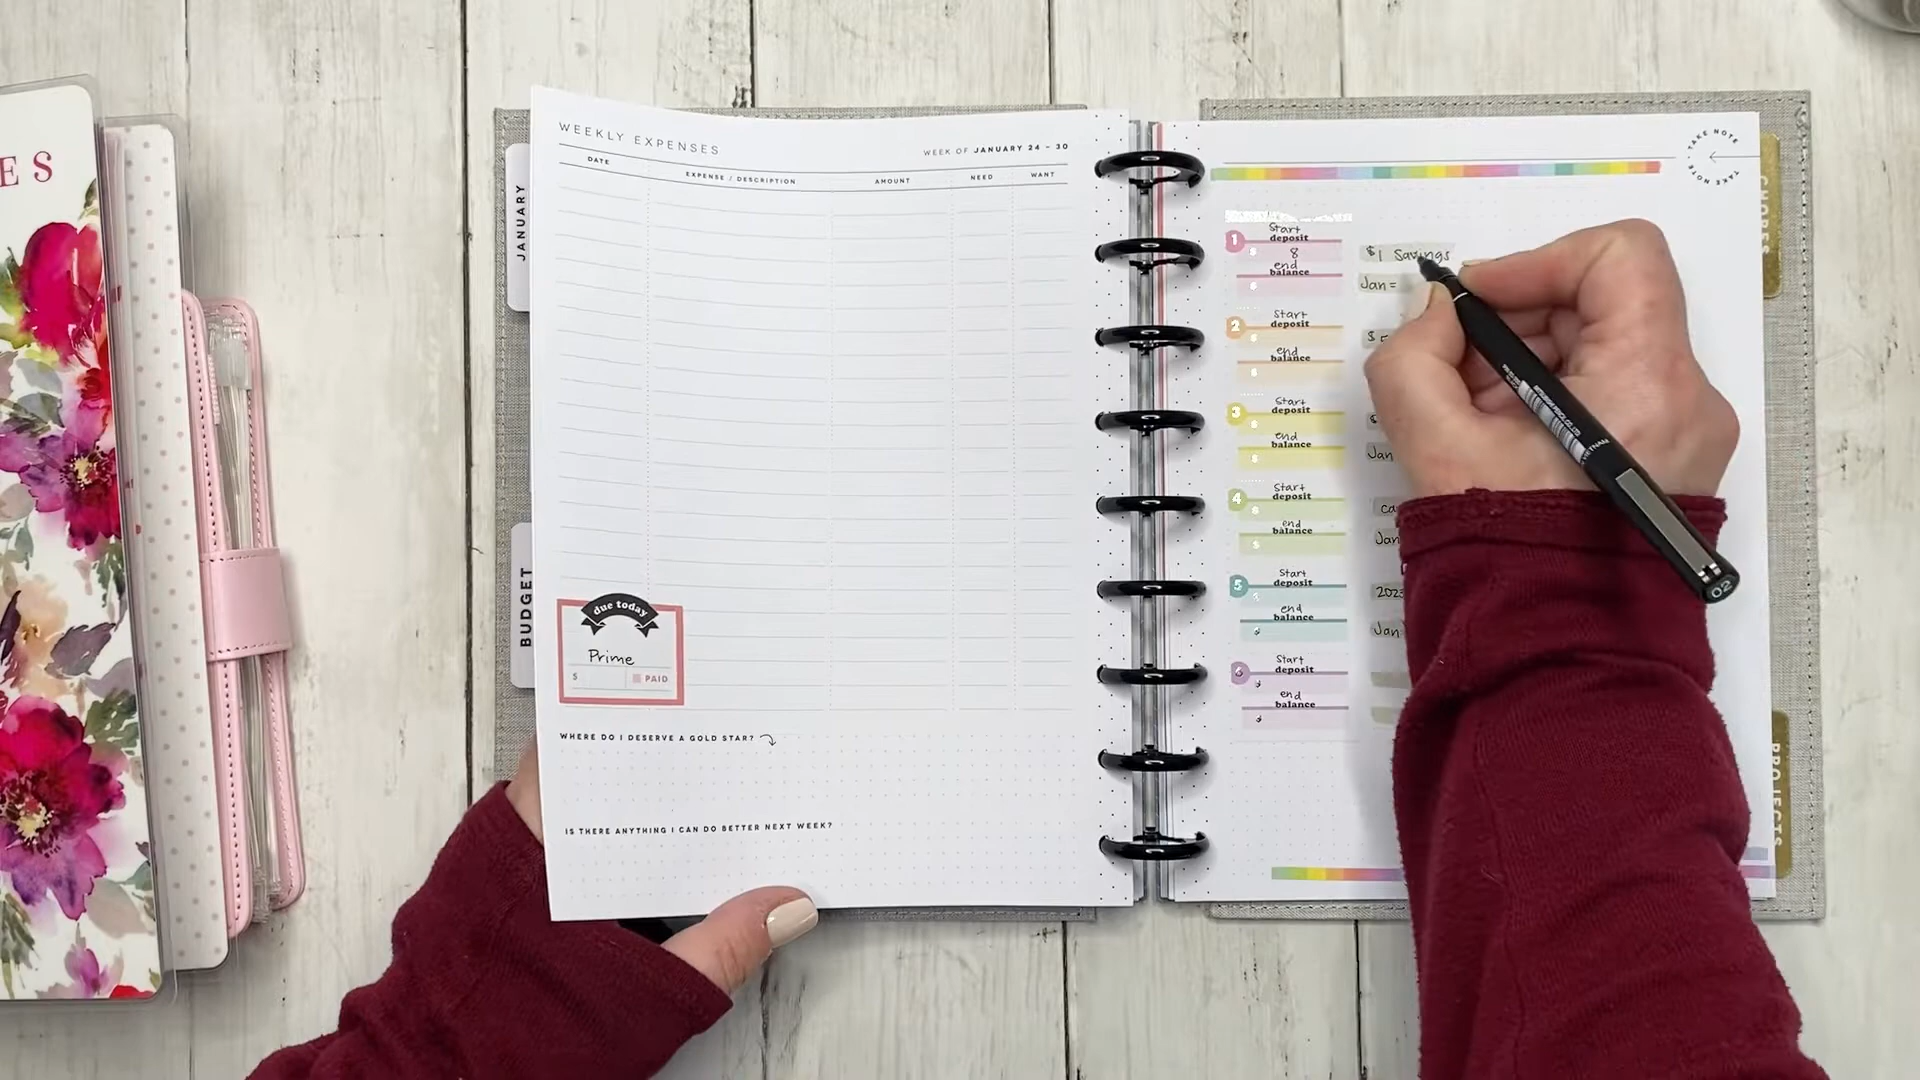 ES
JANUARY
BUDGET
WEEKLY EXPENSES
WEEK OF JANUARY 24 - 30
DATE
EXPENSE / DESCRIPTION
AMOUNT
NEED
WANT
due today
Prime
$
PAID
WHERE DO I DESERVE A GOLD STAR?
IS THERE ANYTHING I CAN DO BETTER NEXT WEEK?
TAKE NOTE
TAKE NOTE
1
Start
deposit
$ 8
end
balance
$
$1 Savings
Jan =
2
Start
deposit
$
end
balance
$
$
3
Start
deposit
$
end
balance
$
$
Jan
4
Start
deposit
$
end
balance
$
Jan
5
Start
deposit
$
end
balance
$
Jan
6
Start
deposit
$
end
balance
$
CHORES
PROJECTS
02